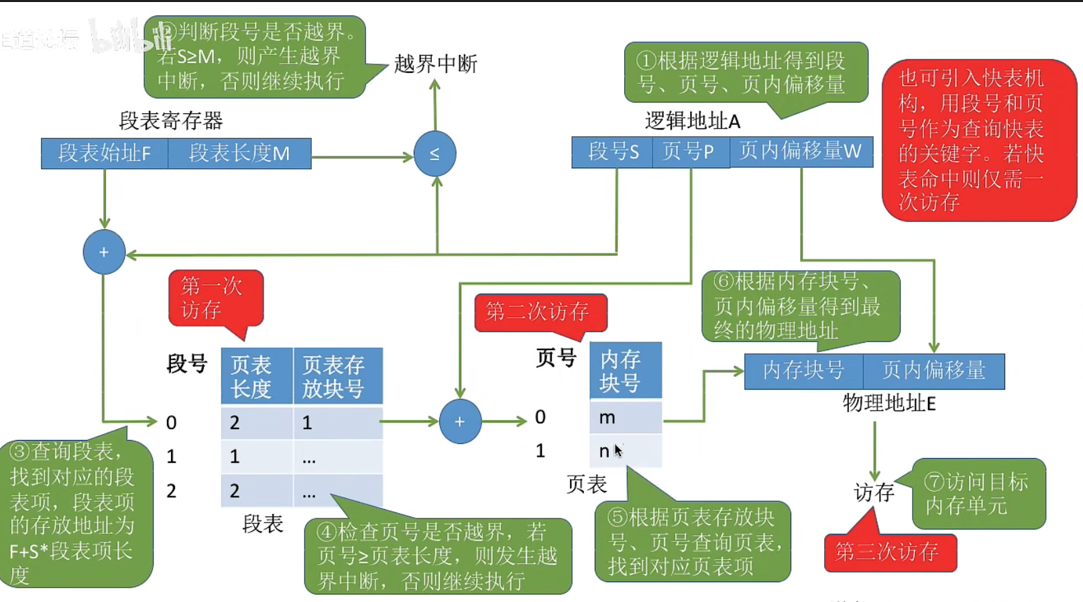 bilibili
②判断段号是否越界。
若S≥M，则产生越界
中断，否则继续执行
越界中断
①根据逻辑地址得到段
号、页号、页内偏移量
也可引入快表机
构，用段号和页
号作为查询快表
的关键字。若快
表命中则仅需一
次访存
段表寄存器
段表始址F
段表长度M
≤
逻辑地址A
段号S
页号P
页内偏移量W
+
第一次
访存
第二次访存
⑥根据内存块号、
页内偏移量得到最
终的物理地址
段号
页表
长度
页表存
放块号
0
2
1
1
1
...
2
2
...
段表
+
页号
内存
块号
0
m
1
n
页表
内存块号
页内偏移量
物理地址E
③查询段表，
找到对应的段
表项，段表项
的存放地址为
F+S*段表项长
度
④检查页号是否越界，若
页号≥页表长度，则发生越
界中断，否则继续执行
⑤根据页表存放块
号、页号查询页表，
找到对应页表项
访存
⑦访问目标
内存单元
第三次访存